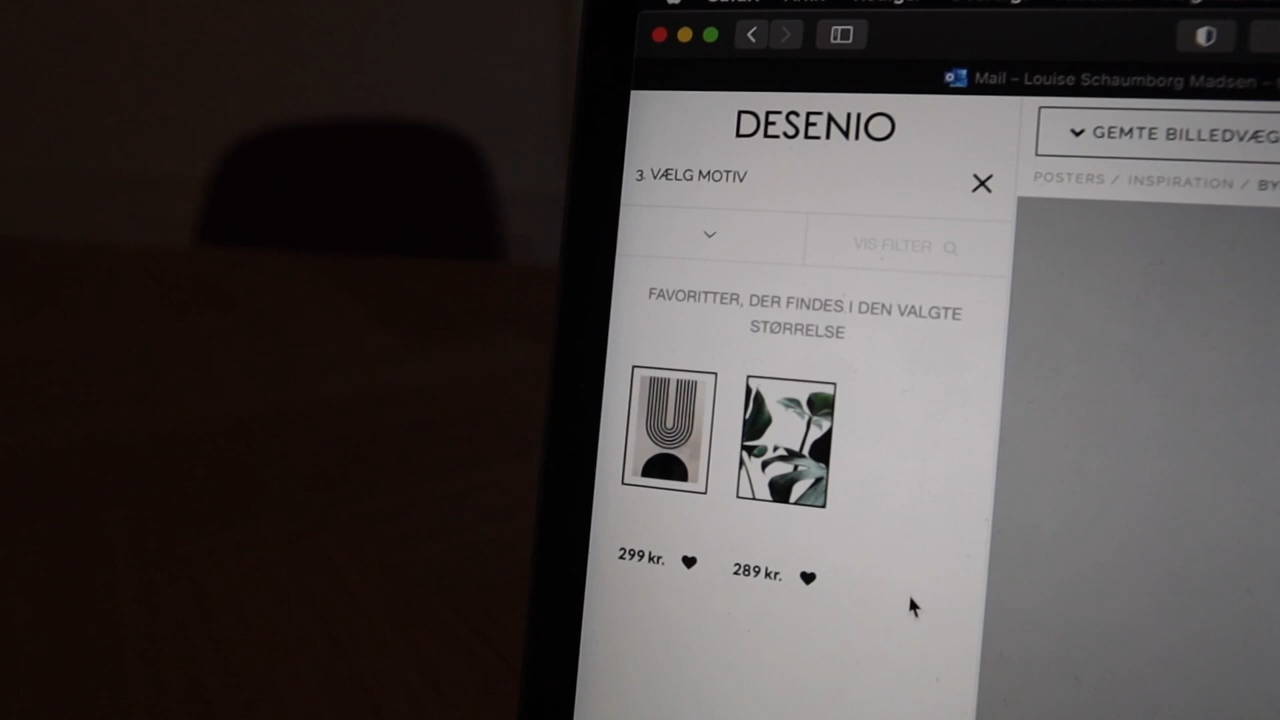 Mail – Louise Schaumborg Madsen –
DESENIO
GEMTE BILLEDVÆG
3. VÆLG MOTIV
POSTERS / INSPIRATION / BY
VIS FILTER
FAVORITTER, DER FINDES I DEN VALGTE
STØRRELSE
299 kr.
289 kr.